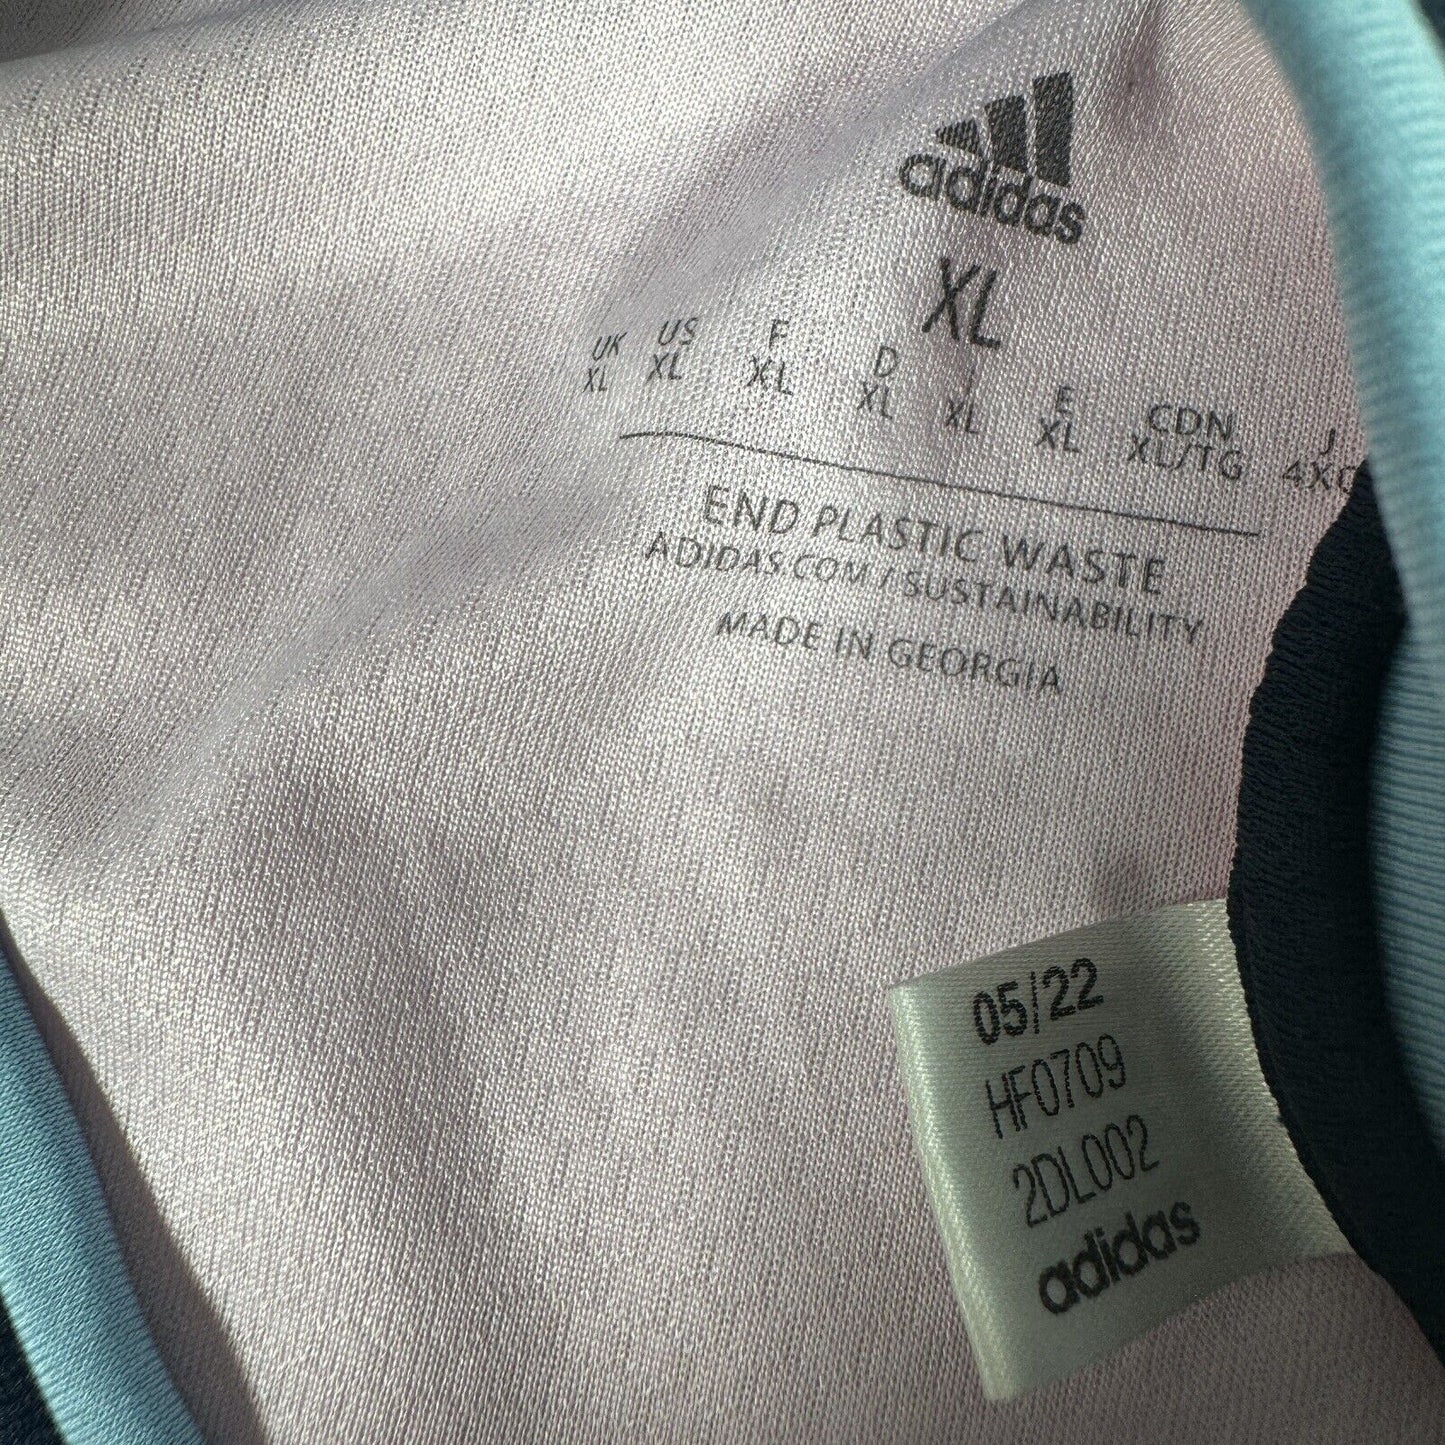 adidas
XL
UK US F D I E CDN J
XL XL XL XL XL XL XL/TG 4XO
END PLASTIC WASTE
ADIDAS.COM/SUSTAINABILITY
MADE IN GEORGIA
05/22
HF0709
2DL002
adidas